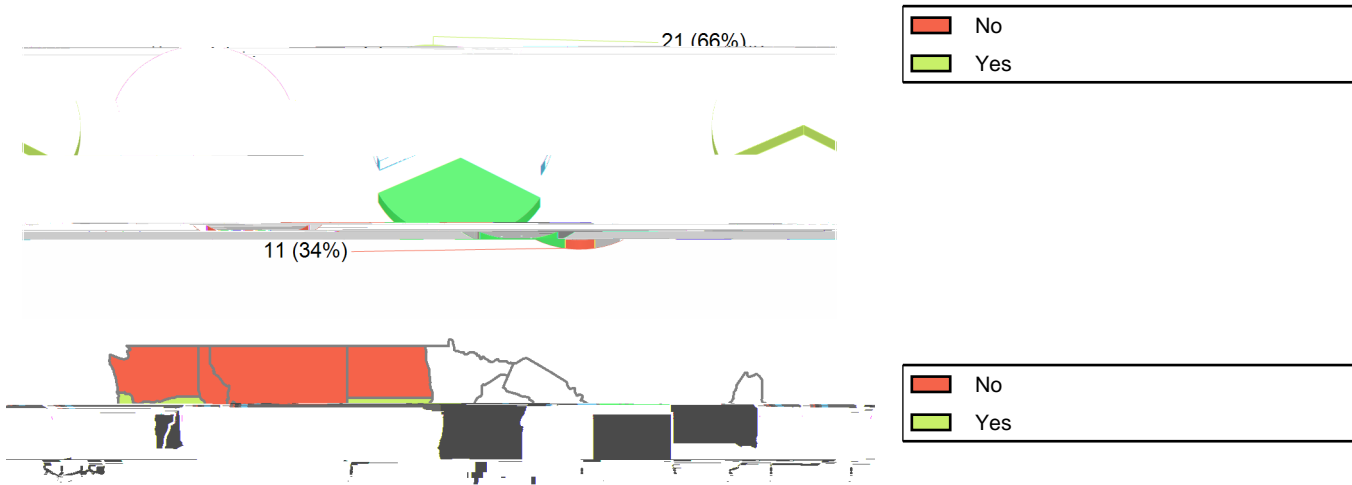 21 (66%)...
No
Yes
11 (34%)
No
Yes